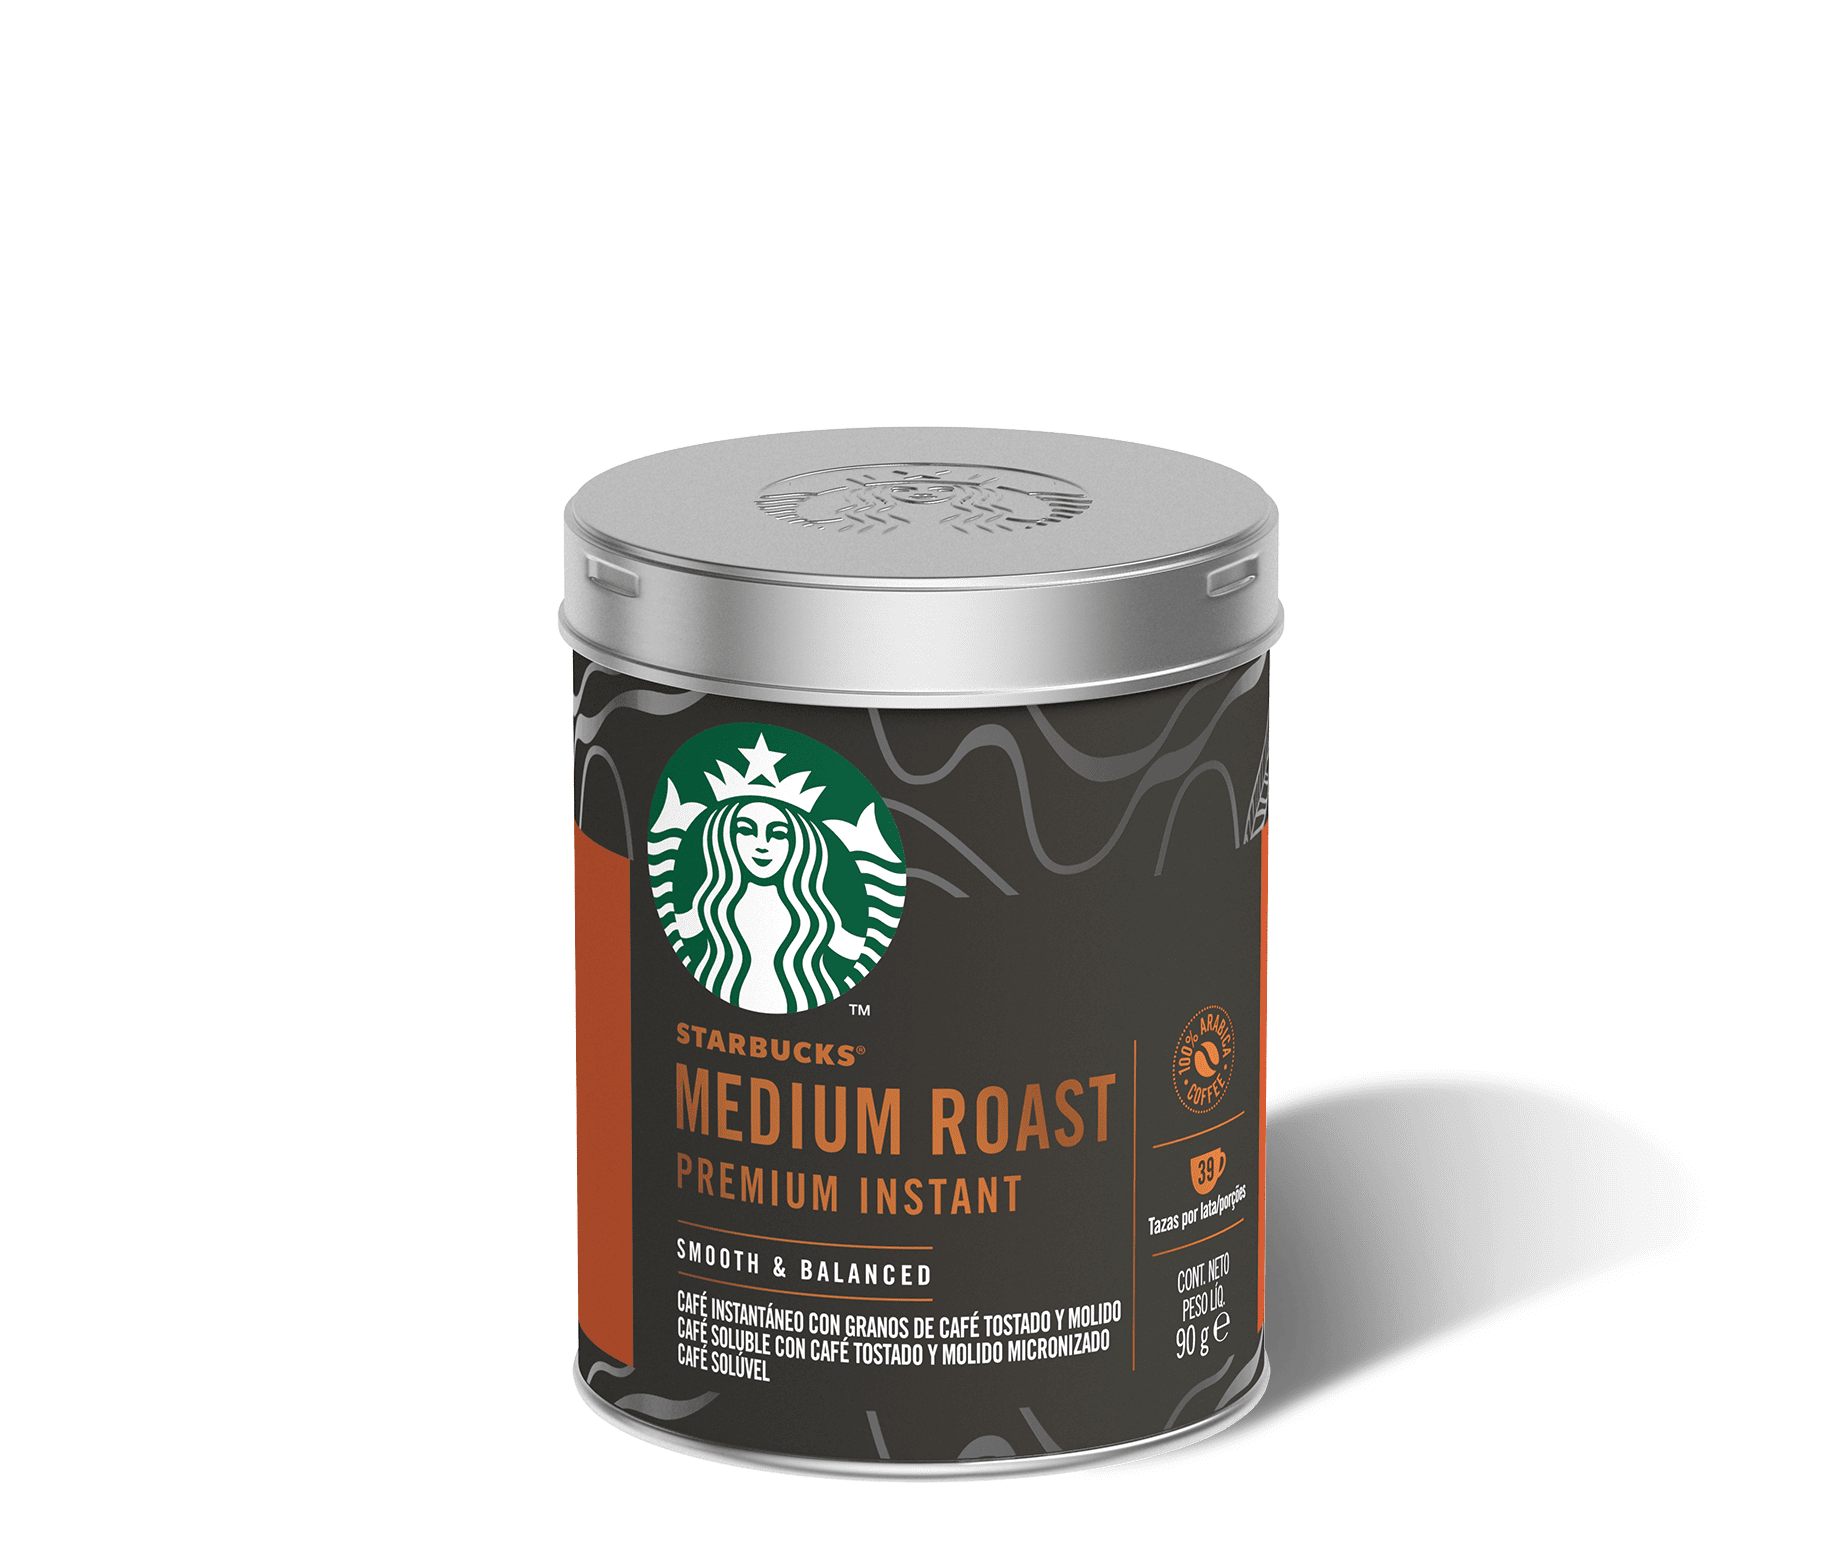 ™
STARBUCKS®
MEDIUM ROAST
PREMIUM INSTANT
SMOOTH & BALANCED
CAFÉ INSTANTÁNEO CON GRANOS DE CAFÉ TOSTADO Y MOLIDO
CAFÉ SOLUBLE CON CAFÉ TOSTADO Y MOLIDO MICRONIZADO
CAFÉ SOLÚVEL
100% ARABICA
• COFFEE •
39
Tazas por lata/porções
CONT. NETO
PESO LÍQ.
90 g ℮